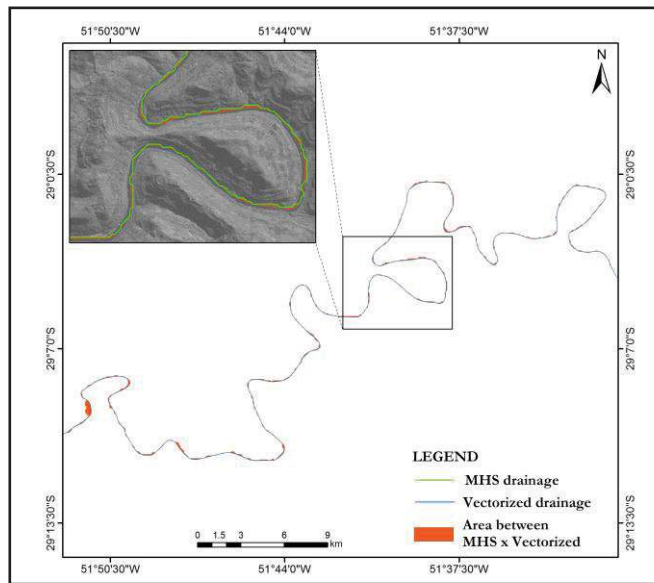 51°50'30"W 51°44'0"W 51°37'30"W
N
29°0'30"S 29°0'30"S
29°7'0"S 29°7'0"S
LEGEND
MHS drainage
Vectorized drainage
Area between
MHS x Vectorized
29°13'30"S 29°13'30"S
0 1.5 3 6 9
km
51°50'30"W 51°44'0"W 51°37'30"W